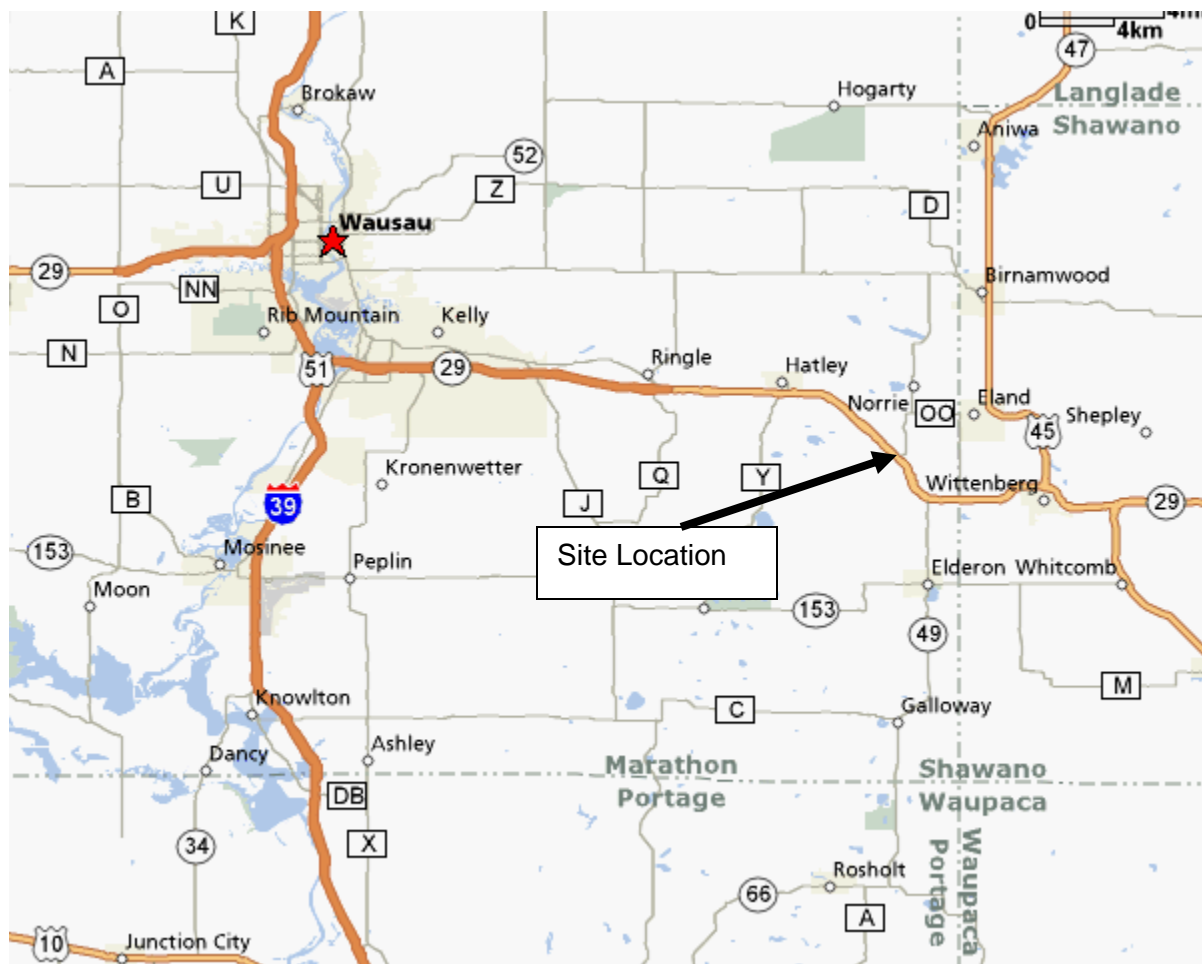 K
0
4mi
4km
47
A
Brokaw
Hogarty
Langlade
Shawano
Aniwa
52
U
Z
D
Wausau
29
NN
Birnamwood
O
Rib Mountain
Kelly
N
51
29
Ringle
Hatley
Norrie
OO
Eland
Shepley
45
Kronenwetter
Q
Y
Wittenberg
B
39
J
29
153
Mosinee
Site Location
Peplin
Elderon
Whitcomb
Moon
153
49
M
Knowlton
C
Galloway
Dancy
Ashley
Marathon
Portage
Shawano
Waupaca
DB
34
X
Portage
Waupaca
Rosholt
66
A
10
Junction City